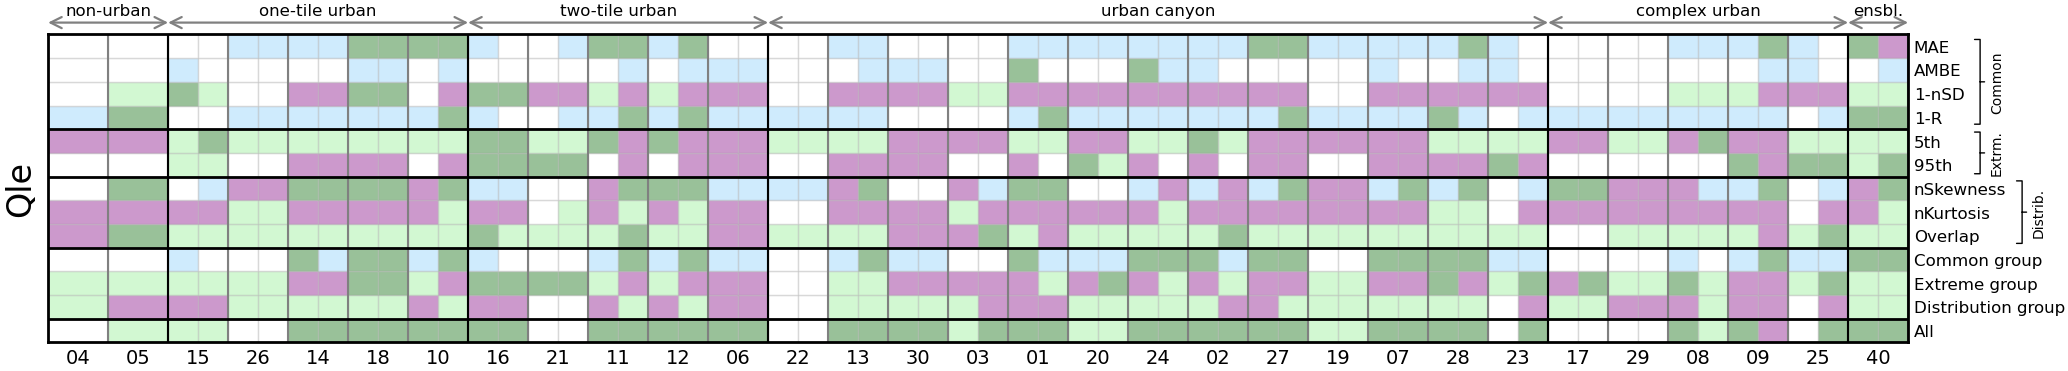 non-urban one-tile urban two-tile urban urban canyon complex urban ensbl.
MAE
AMBE
1-nSD
1-R
Common
5th
95th
Extrm.
nSkewness
nKurtosis
Overlap
Distrib.
Common group
Extreme group
Distribution group
All
Qle
04 05 15 26 14 18 10 16 21 11 12 06 22 13 30 03 01 20 24 02 27 19 07 28 23 17 29 08 09 25 40